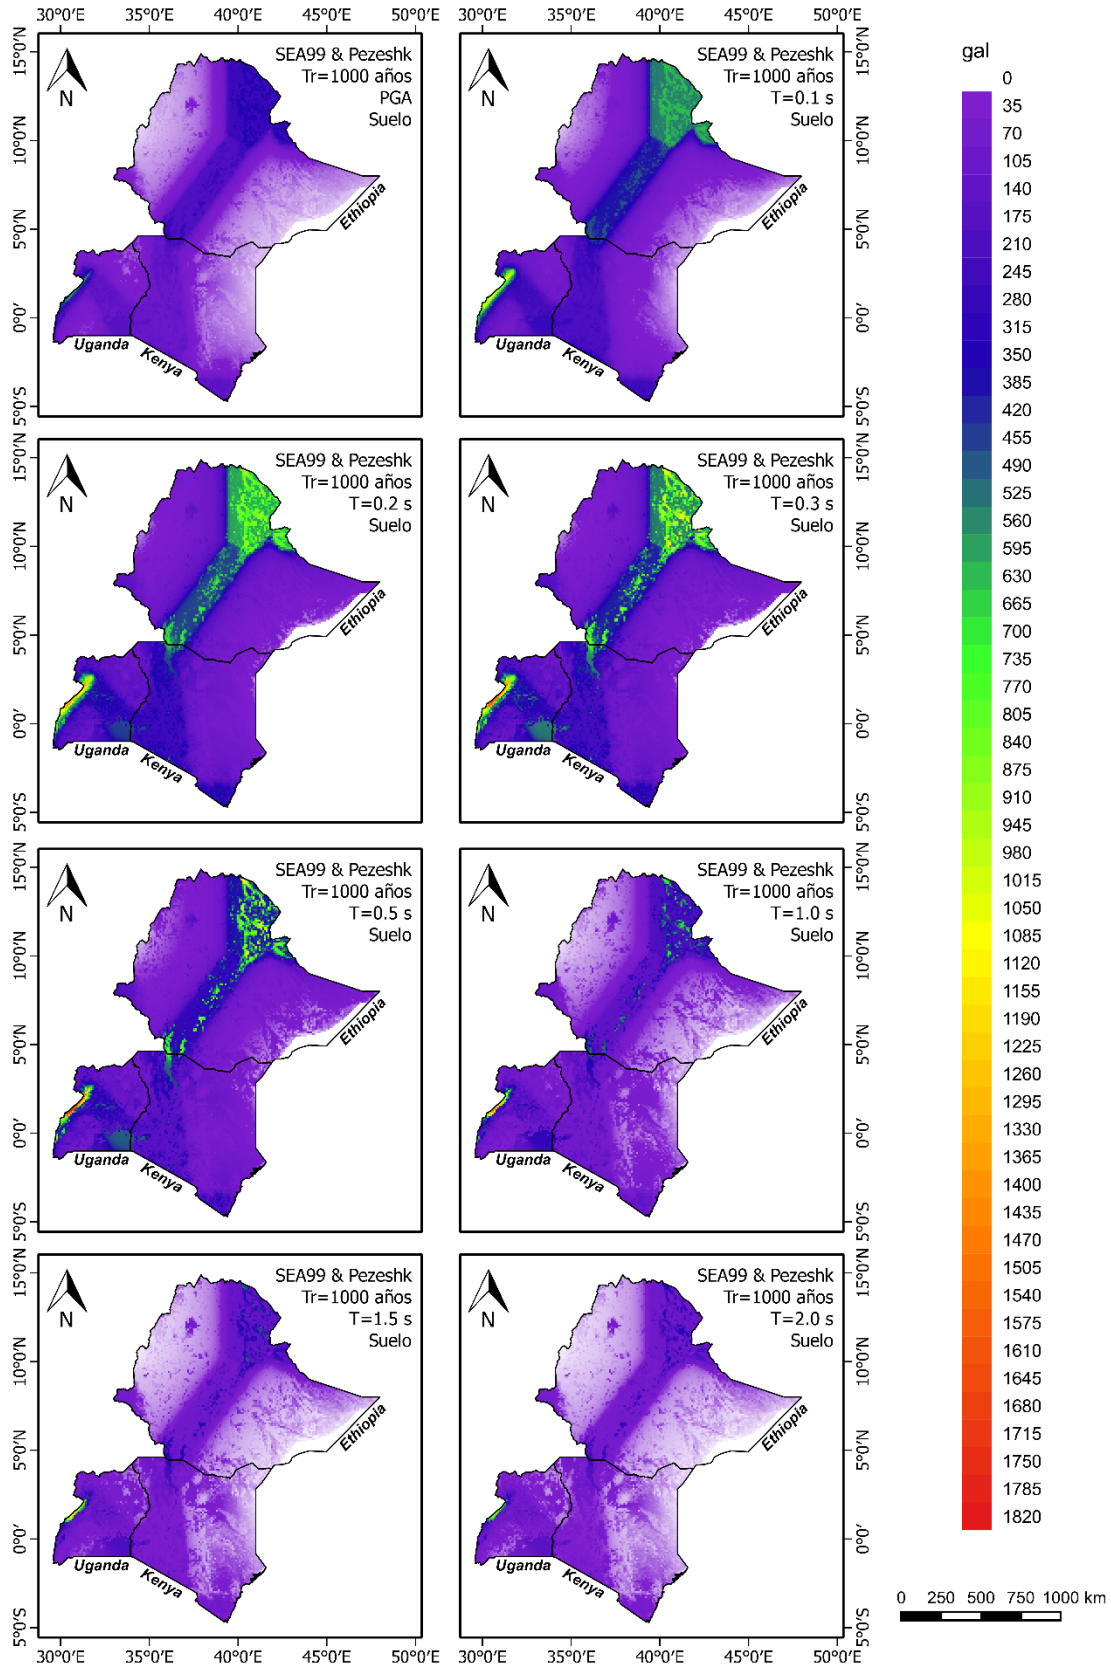 30°0′E 35°0′E 40°0′E 45°0′E 50°0′E 30°0′E 35°0′E 40°0′E 45°0′E 50°0′E
15°0′N
10°0′N
5°0′N
0°0′
5°0′S
N
SEA99 & Pezeshk
Tr=1000 años
PGA
Suelo
Ethiopia
Uganda
Kenya
N
SEA99 & Pezeshk
Tr=1000 años
T=0.1 s
Suelo
Ethiopia
Uganda
Kenya
15°0′N
10°0′N
5°0′N
0°0′
5°0′S
15°0′N
10°0′N
5°0′N
0°0′
5°0′S
N
SEA99 & Pezeshk
Tr=1000 años
T=0.2 s
Suelo
Ethiopia
Uganda
Kenya
N
SEA99 & Pezeshk
Tr=1000 años
T=0.3 s
Suelo
Ethiopia
Uganda
Kenya
15°0′N
10°0′N
5°0′N
0°0′
5°0′S
15°0′N
10°0′N
5°0′N
0°0′
5°0′S
N
SEA99 & Pezeshk
Tr=1000 años
T=0.5 s
Suelo
Ethiopia
Uganda
Kenya
N
SEA99 & Pezeshk
Tr=1000 años
T=1.0 s
Suelo
Ethiopia
Uganda
Kenya
15°0′N
10°0′N
5°0′N
0°0′
5°0′S
15°0′N
10°0′N
5°0′N
0°0′
5°0′S
N
SEA99 & Pezeshk
Tr=1000 años
T=1.5 s
Suelo
Ethiopia
Uganda
Kenya
N
SEA99 & Pezeshk
Tr=1000 años
T=2.0 s
Suelo
Ethiopia
Uganda
Kenya
15°0′N
10°0′N
5°0′N
0°0′
5°0′S
30°0′E 35°0′E 40°0′E 45°0′E 50°0′E 30°0′E 35°0′E 40°0′E 45°0′E 50°0′E
gal
0
35
70
105
140
175
210
245
280
315
350
385
420
455
490
525
560
595
630
665
700
735
770
805
840
875
910
945
980
1015
1050
1085
1120
1155
1190
1225
1260
1295
1330
1365
1400
1435
1470
1505
1540
1575
1610
1645
1680
1715
1750
1785
1820
0 250 500 750 1000 km